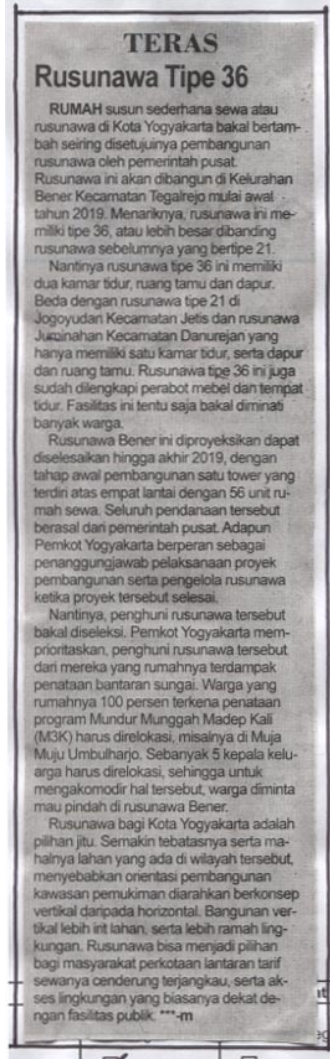 TERAS
Rusunawa Tipe 36
RUMAH susun sederhana sewa atau
rusunawa di Kota Yogyakarta bakal bertam-
bah seiring disetujuinya pembangunan
rusunawa oleh pemerintah pusat.
Rusunawa ini akan dibangun di Kelurahan
Bener Kecamatan Tegalrejo mulai awal
tahun 2019. Menariknya, rusunawa ini me-
miliki tipe 36, atau lebih besar dibanding
rusunawa sebelumnya yang bertipe 21.
Nantinya rusunawa tipe 36 ini memiliki
dua kamar tidur, ruang tamu dan dapur.
Beda dengan rusunawa tipe 21 di
Jogoyudan Kecamatan Jetis dan rusunawa
Juminahan Kecamatan Danurejan yang
hanya memiliki satu kamar tidur, serta dapur
dan ruang tamu. Rusunawa tipe 36 ini juga
sudah dilengkapi perabot mebel dan tempat
tidur. Fasilitas ini tentu saja bakal diminati
banyak warga.
Rusunawa Bener ini diproyeksikan dapat
diselesaikan hingga akhir 2019, dengan
tahap awal pembangunan satu tower yang
terdiri atas empat lantai dengan 56 unit ru-
mah sewa. Seluruh pendanaan tersebut
berasal dari pemerintah pusat. Adapun
Pemkot Yogyakarta berperan sebagai
penanggungjawab pelaksanaan proyek
pembangunan serta pengelola rusunawa
ketika proyek tersebut selesai.
Nantinya, penghuni rusunawa tersebut
bakal diseleksi. Pemkot Yogyakarta mem-
prioritaskan, penghuni rusunawa tersebut
dari mereka yang rumahnya terdampak
penataan bantaran sungai. Warga yang
rumahnya 100 persen terkena penataan
program Mundur Munggah Madep Kali
(M3K) harus direlokasi, misalnya di Muja
Muju Umbulharjo. Sebanyak 5 kepala kelu-
arga harus direlokasi, sehingga untuk
mengakomodir hal tersebut, warga diminta
mau pindah di rusunawa Bener.
Rusunawa bagi Kota Yogyakarta adalah
pilihan jitu. Semakin tebatasnya serta ma-
halnya lahan yang ada di wilayah tersebut,
menyebabkan orientasi pembangunan
kawasan pemukiman diarahkan berkonsep
vertikal daripada horizontal. Bangunan ver-
tikal lebih irit lahan, serta lebih ramah ling-
kungan. Rusunawa bisa menjadi pilihan
bagi masyarakat perkotaan lantaran tarif
sewanya cenderung terjangkau, serta ak-
ses lingkungan yang biasanya dekat de-
ngan fasilitas publik. ***-m